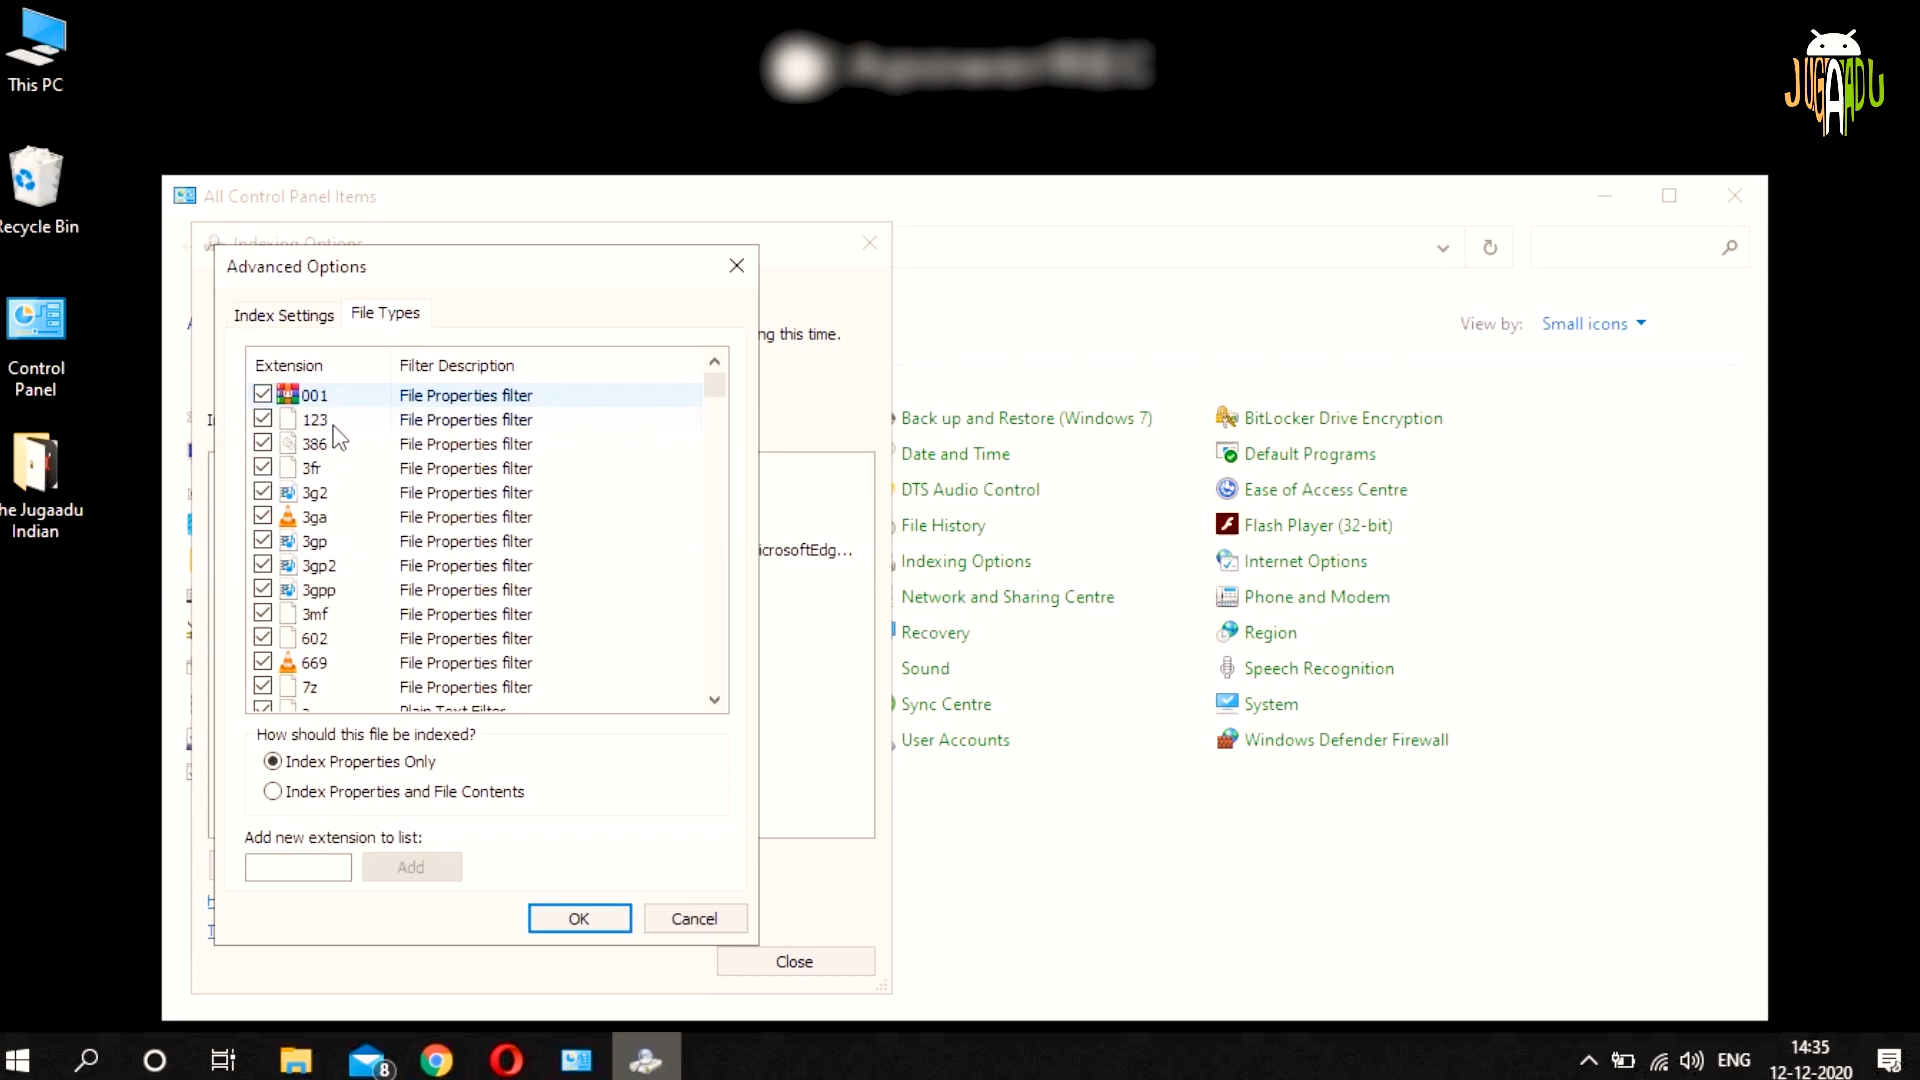 This PC
Recycle Bin
Control
Panel
he Jugaadu
Indian
JUGAADU
All Control Panel Items
Indexing Options
Advanced Options
Index Settings
File Types
Extension
Filter Description
001 File Properties filter
123 File Properties filter
386 File Properties filter
3fr File Properties filter
3g2 File Properties filter
3ga File Properties filter
3gp File Properties filter
3gp2 File Properties filter
3gpp File Properties filter
3mf File Properties filter
602 File Properties filter
669 File Properties filter
7z File Properties filter
a Plain Text Filter
How should this file be indexed?
Index Properties Only
Index Properties and File Contents
Add new extension to list:
Add
OK
Cancel
ng this time.
icrosoftEdg...
Close
View by: Small icons
Back up and Restore (Windows 7)
Date and Time
DTS Audio Control
File History
Indexing Options
Network and Sharing Centre
Recovery
Sound
Sync Centre
User Accounts
BitLocker Drive Encryption
Default Programs
Ease of Access Centre
Flash Player (32-bit)
Internet Options
Phone and Modem
Region
Speech Recognition
System
Windows Defender Firewall
8
ENG
14:35
12-12-2020